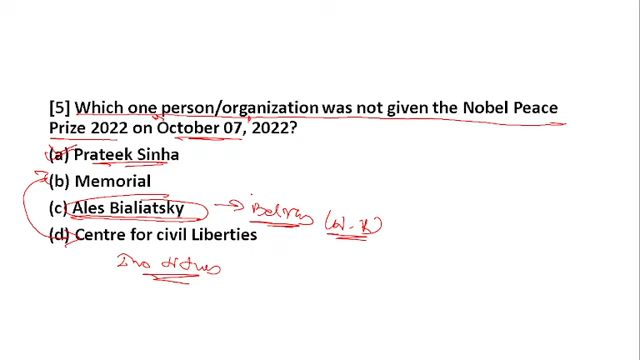 [5] Which one person/organization was not given the Nobel Peace
Prize 2022 on October 07, 2022?
(a) Prateek Sinha
(b) Memorial
(c) Ales Bialiatsky
(d) Centre for civil Liberties